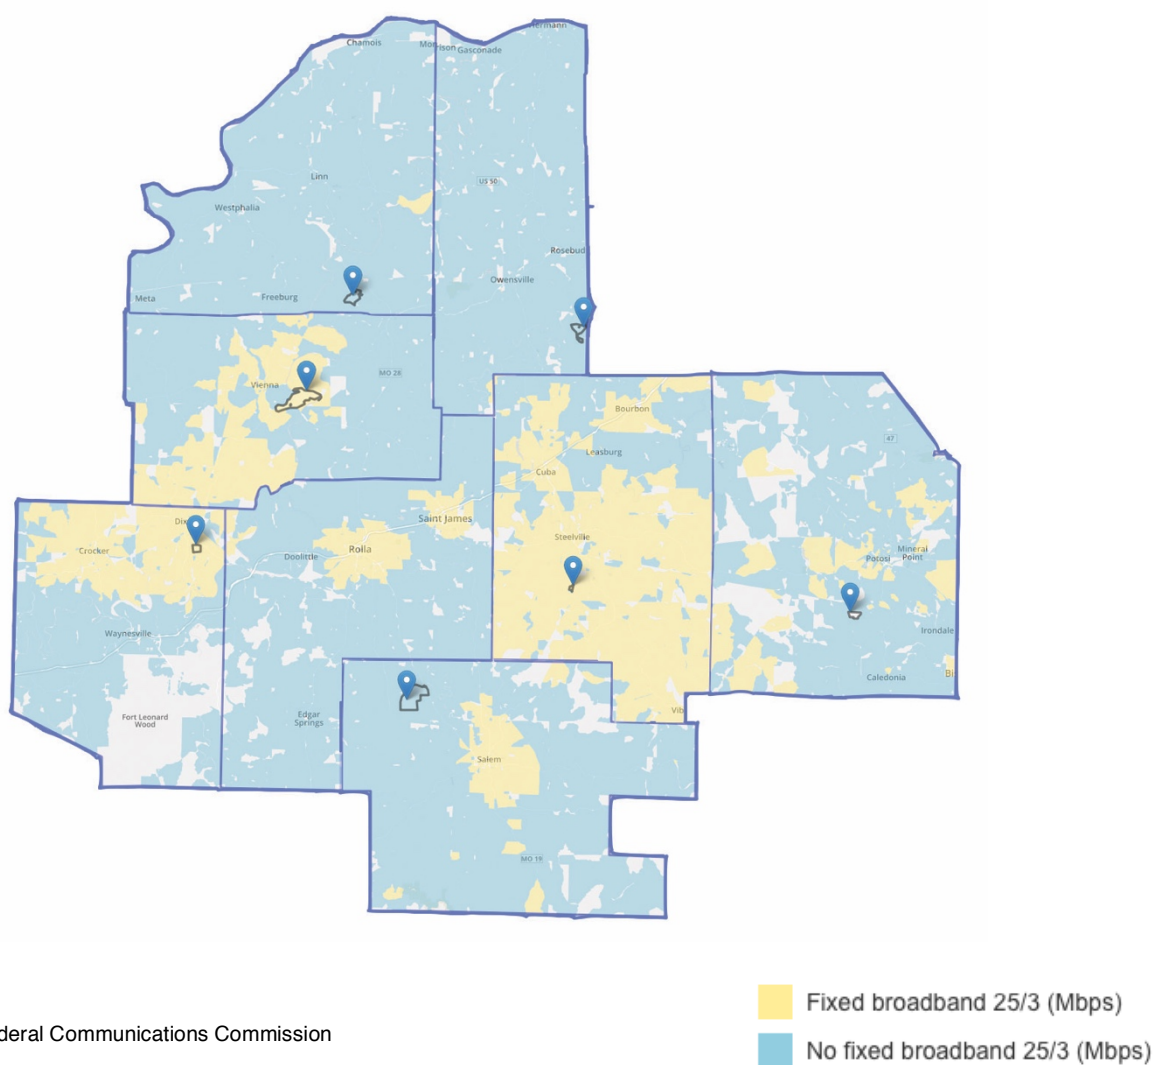 Hermann
Chamois
Morrison
Gasconade
Linn
US 50
Westphalia
Rosebud
Owensville
Meta
Freeburg
MO 28
Vienna
Bourbon
47
Leasburg
Cuba
Saint James
Steelville
Crocker
Doolittle
Rolla
Mineral
Point
Potosi
Waynesville
Irondale
Caledonia
Bi
Vib
Fort Leonard
Wood
Edgar
Springs
Salem
MO 19
Fixed broadband 25/3 (Mbps)
deral Communications Commission
No fixed broadband 25/3 (Mbps)